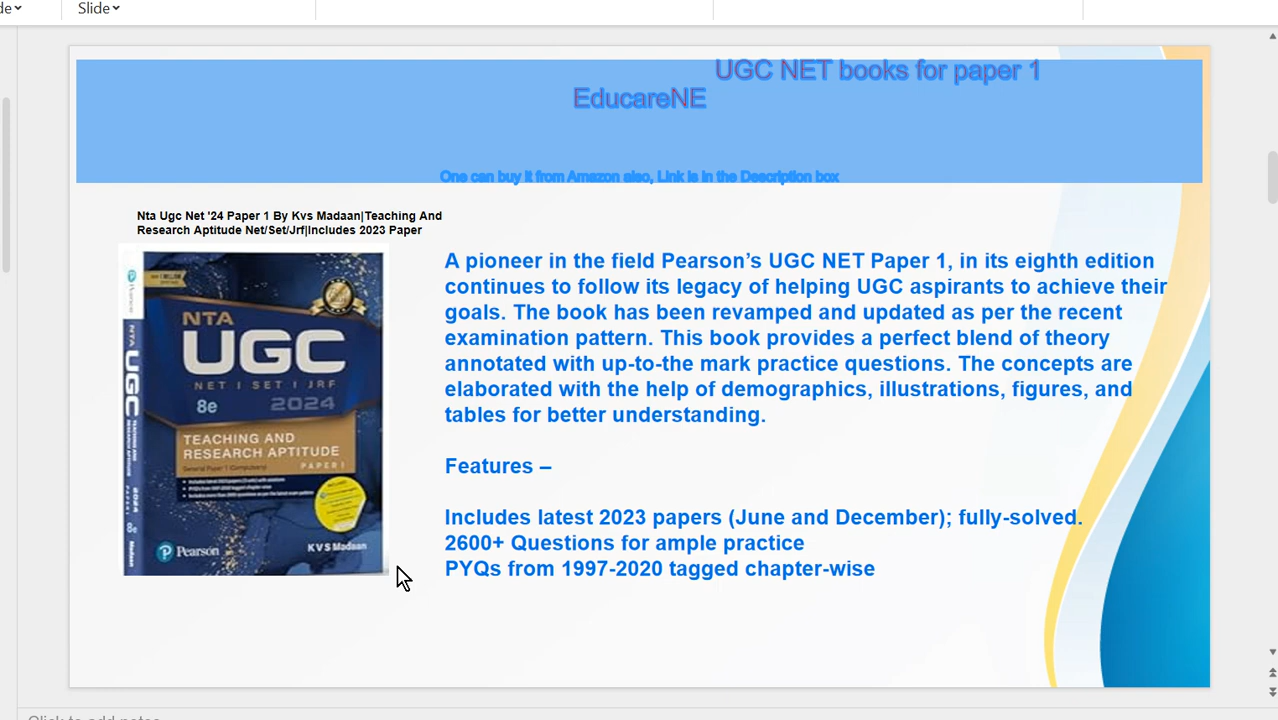 Slide
UGC NET books for paper 1
EducareNE
One can buy it from Amazon also, Link is in the Description box
Nta Ugc Net '24 Paper 1 By Kvs Madaan|Teaching And
Research Aptitude Net/Set/Jrf|Includes 2023 Paper
A pioneer in the field Pearson’s UGC NET Paper 1, in its eighth edition
continues to follow its legacy of helping UGC aspirants to achieve their
goals. The book has been revamped and updated as per the recent
examination pattern. This book provides a perfect blend of theory
annotated with up-to-the mark practice questions. The concepts are
elaborated with the help of demographics, illustrations, figures, and
tables for better understanding.
Features –
Includes latest 2023 papers (June and December); fully-solved.
2600+ Questions for ample practice
PYQs from 1997-2020 tagged chapter-wise
NTA
UGC
NET | SET | JRF
8e 2024
TEACHING AND
RESEARCH APTITUDE
PAPER I
Pearson
K V S Madaan
NTA UGC